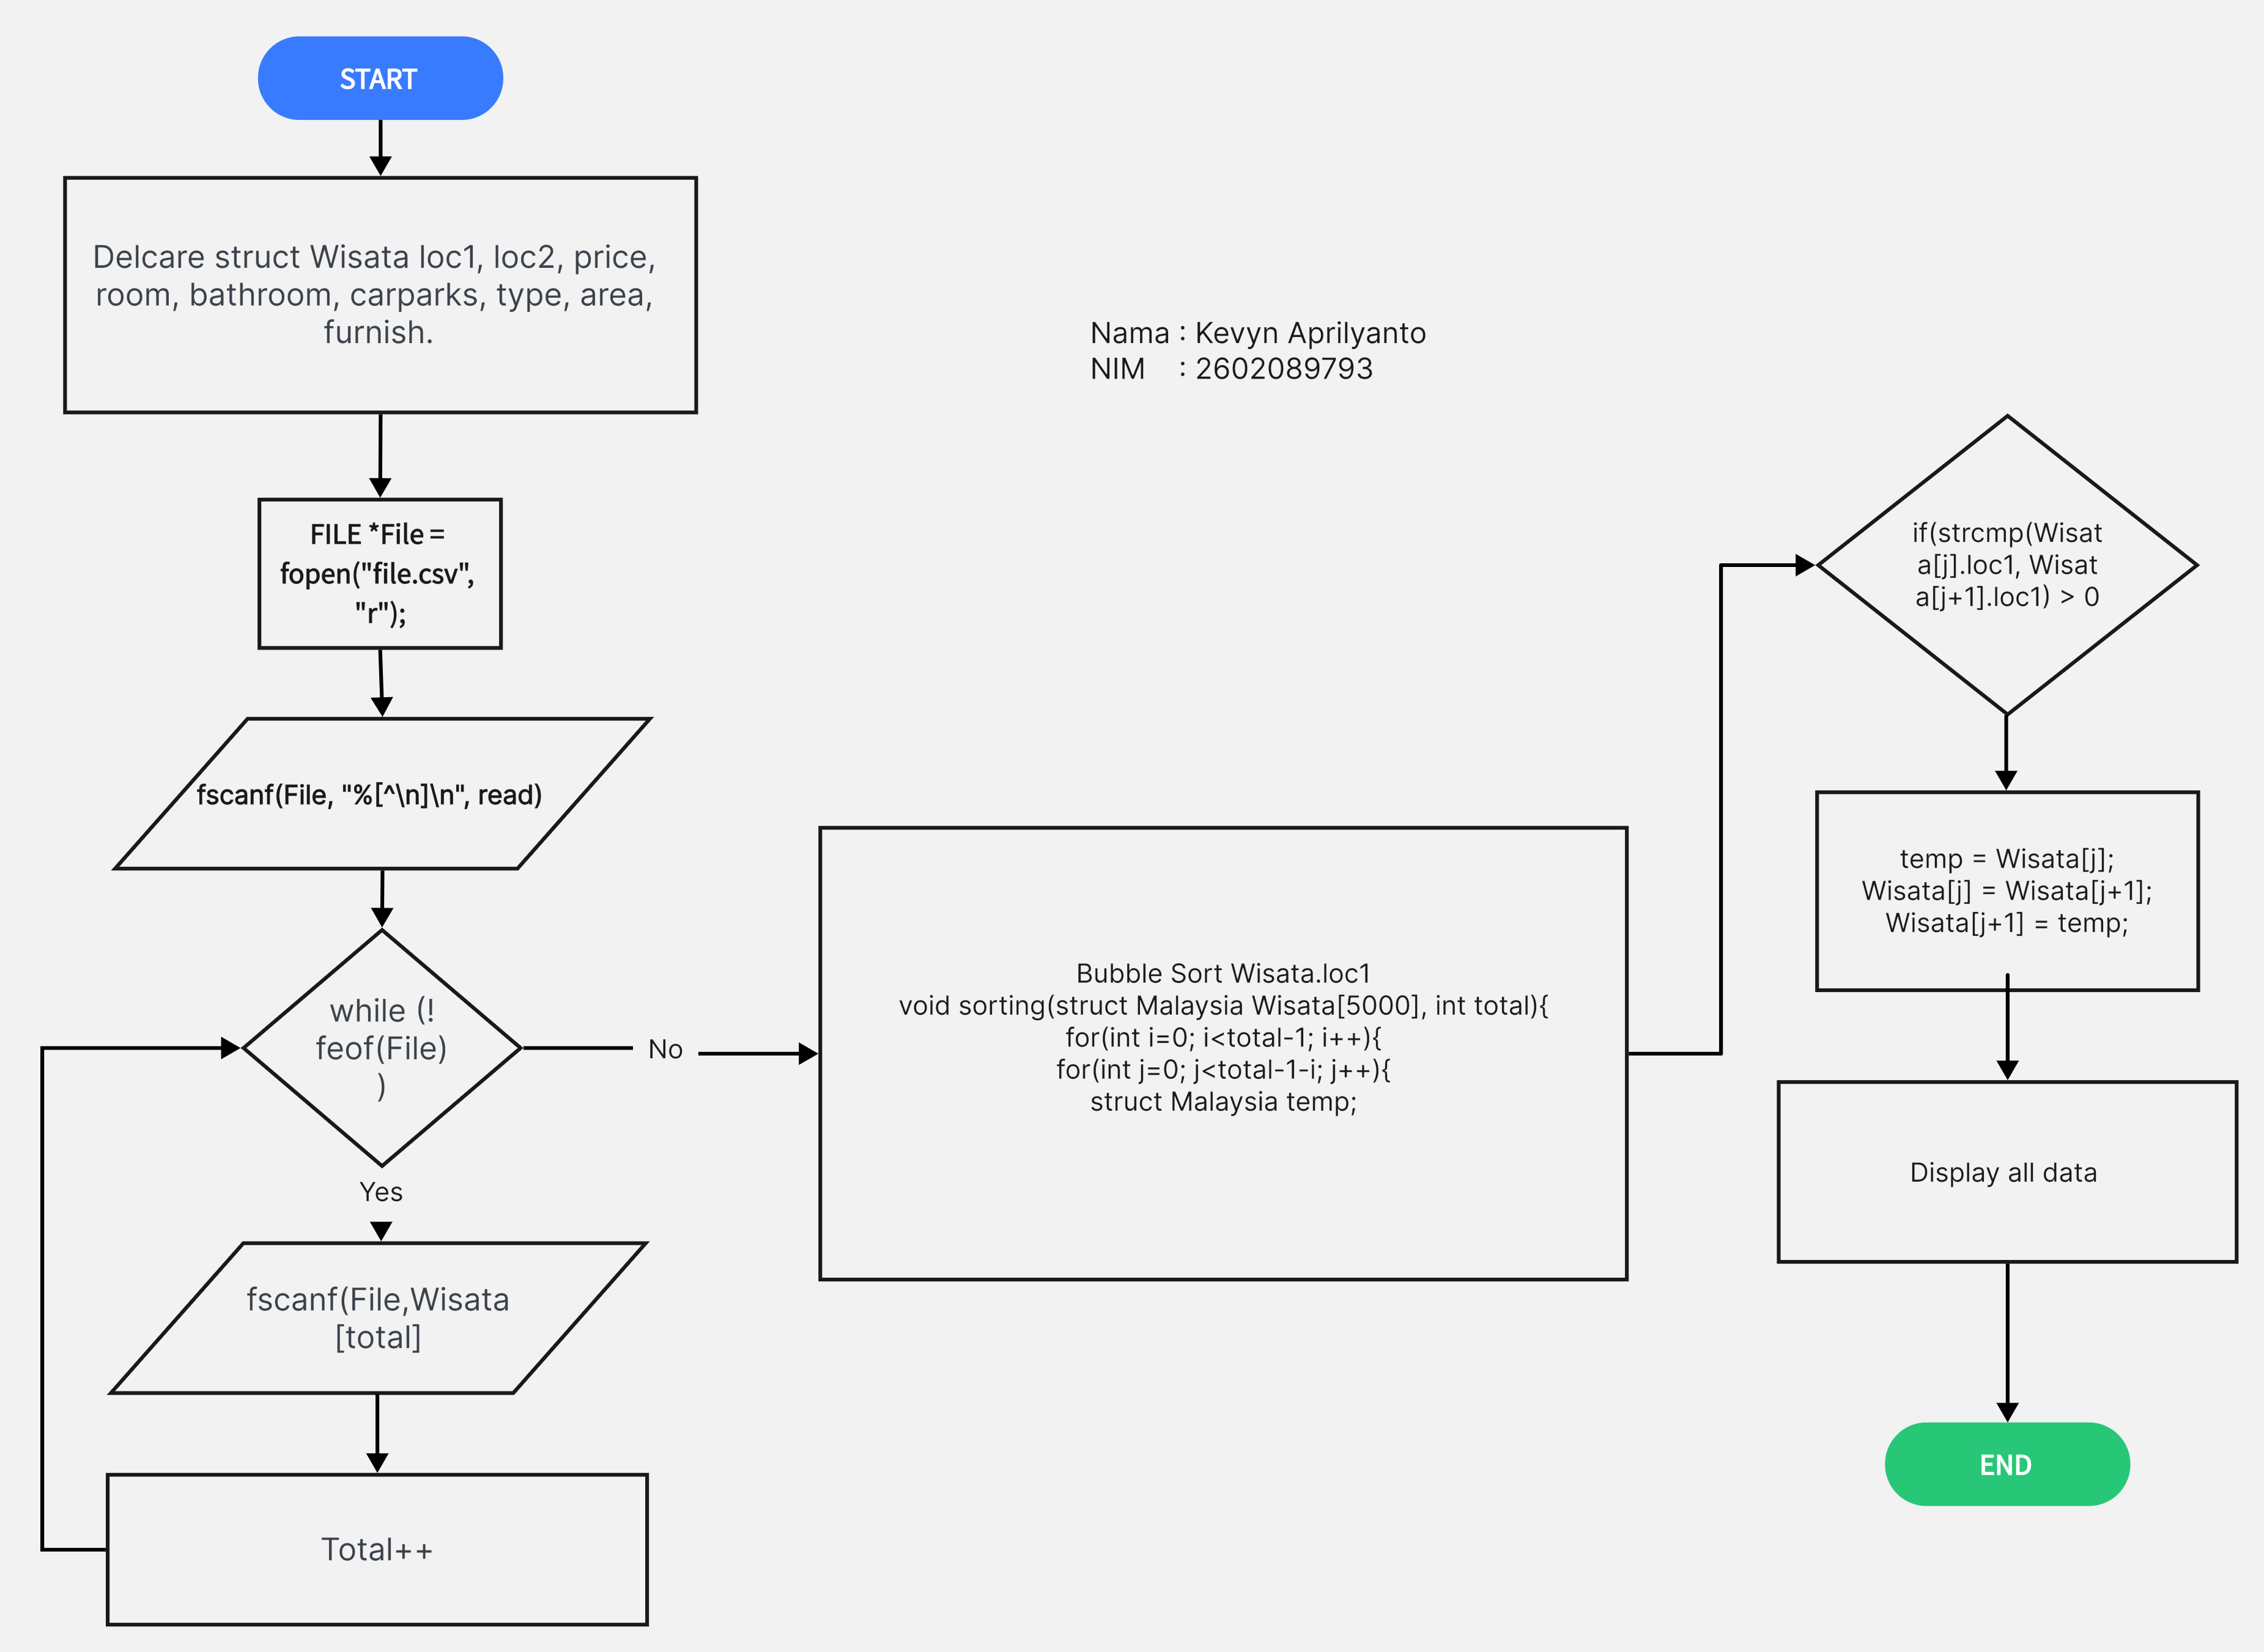 START
Delcare struct Wisata loc1, loc2, price,
room, bathroom, carparks, type, area,
furnish.
FILE *File =
fopen("file.csv",
"r");
fscanf(File, "%[^\n]\n", read)
while (!
feof(File)
)
No
Yes
fscanf(File,Wisata
[total]
Total++
Nama : Kevyn Aprilyanto
NIM : 2602089793
Bubble Sort Wisata.loc1
void sorting(struct Malaysia Wisata[5000], int total){
for(int i=0; i<total-1; i++){
for(int j=0; j<total-1-i; j++){
struct Malaysia temp;
if(strcmp(Wisat
a[j].loc1, Wisat
a[j+1].loc1) > 0
temp = Wisata[j];
Wisata[j] = Wisata[j+1];
Wisata[j+1] = temp;
Display all data
END